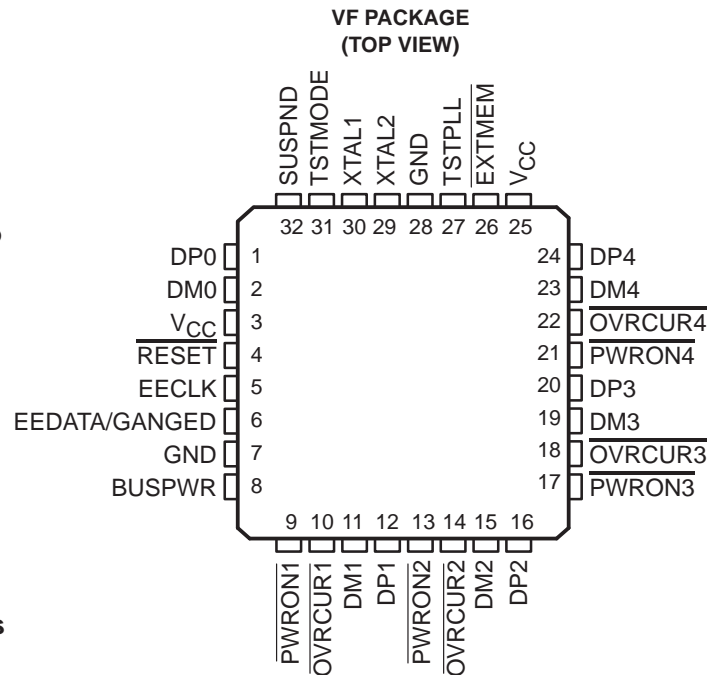 VF PACKAGE
(TOP VIEW)
SUSPND
TSTMODE
XTAL1
XTAL2
GND
TSTPLL
EXTMEM
VCC
32 31 30 29 28 27 26 25
DP0 1
DM0 2
VCC 3
RESET 4
EECLK 5
EEDATA/GANGED 6
GND 7
BUSPWR 8
24 DP4
23 DM4
22 OVRCUR4
21 PWRON4
20 DP3
19 DM3
18 OVRCUR3
17 PWRON3
9 10 11 12 13 14 15 16
PWRON1
OVRCUR1
DM1
DP1
PWRON2
OVRCUR2
DM2
DP2
s